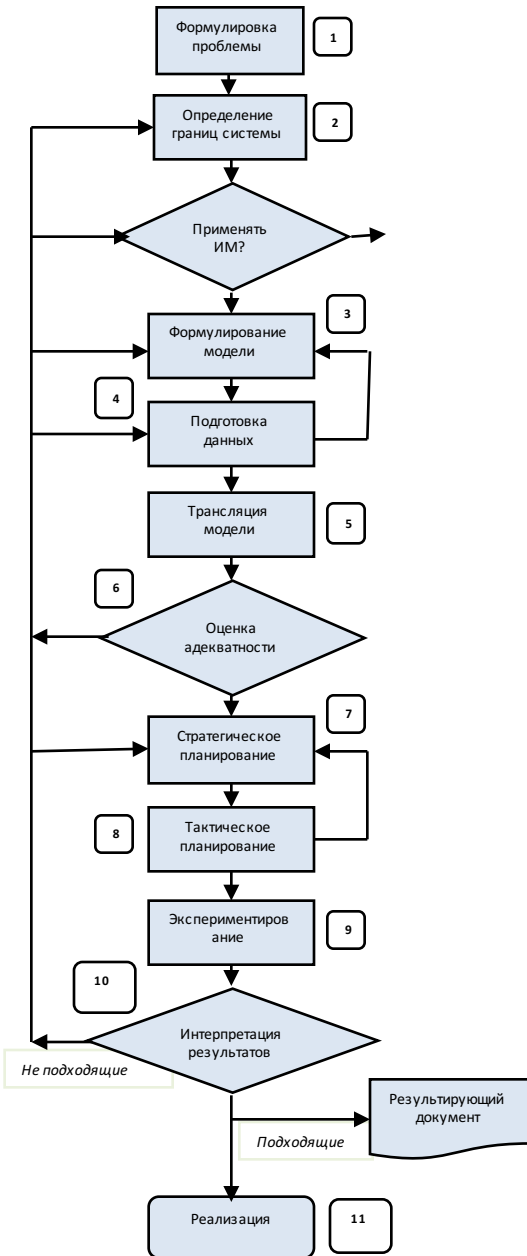 Формулировка
проблемы
1
Определение
границ системы
2
Применять
ИМ?
3
Формулирование
модели
4
Подготовка
данных
Трансляция
модели
5
6
Оценка
адекватности
7
Стратегическое
планирование
8
Тактическое
планирование
Экспериментиров
ание
9
10
Интерпретация
результатов
Не подходящие
Результирующий
документ
Подходящие
Реализация
11